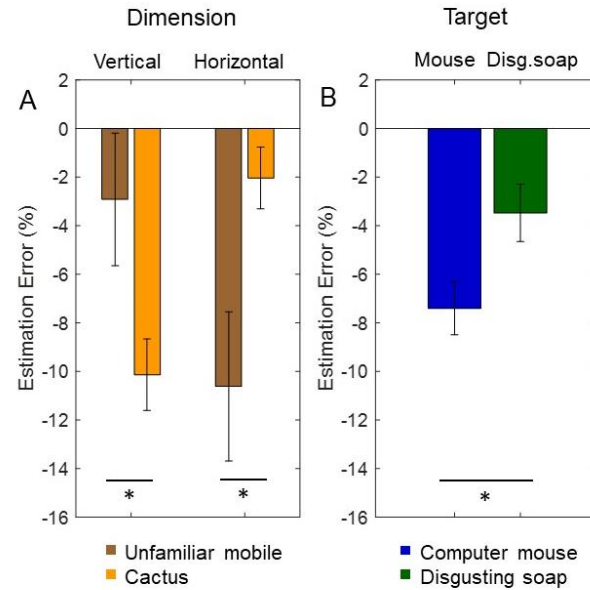 Dimension
Vertical Horizontal
A
Estimation Error (%)
2
0
-2
-4
-6
-8
-10
-12
-14
-16
* *
Unfamiliar mobile
Cactus
Target
Mouse Disg.soap
B
Estimation Error (%)
2
0
-2
-4
-6
-8
-10
-12
-14
-16
*
Computer mouse
Disgusting soap